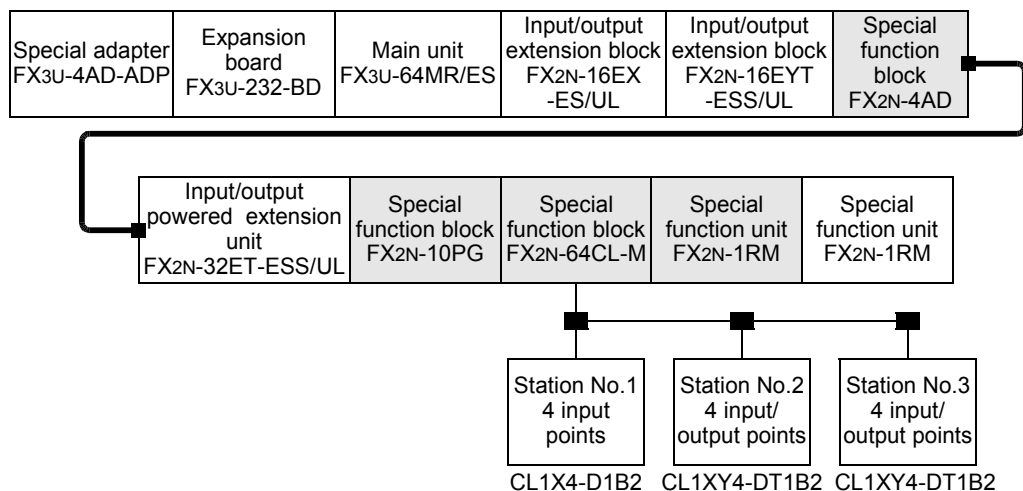 Special adapter
FX3U-4AD-ADP
Expansion
board
FX3U-232-BD
Main unit
FX3U-64MR/ES
Input/output
extension block
FX2N-16EX
-ES/UL
Input/output
extension block
FX2N-16EYT
-ESS/UL
Special
function
block
FX2N-4AD
Input/output
powered extension
unit
FX2N-32ET-ESS/UL
Special
function block
FX2N-10PG
Special
function block
FX2N-64CL-M
Special
function unit
FX2N-1RM
Special
function unit
FX2N-1RM
Station No.1
4 input
points
CL1X4-D1B2
Station No.2
4 input/
output points
CL1XY4-DT1B2
Station No.3
4 input/
output points
CL1XY4-DT1B2